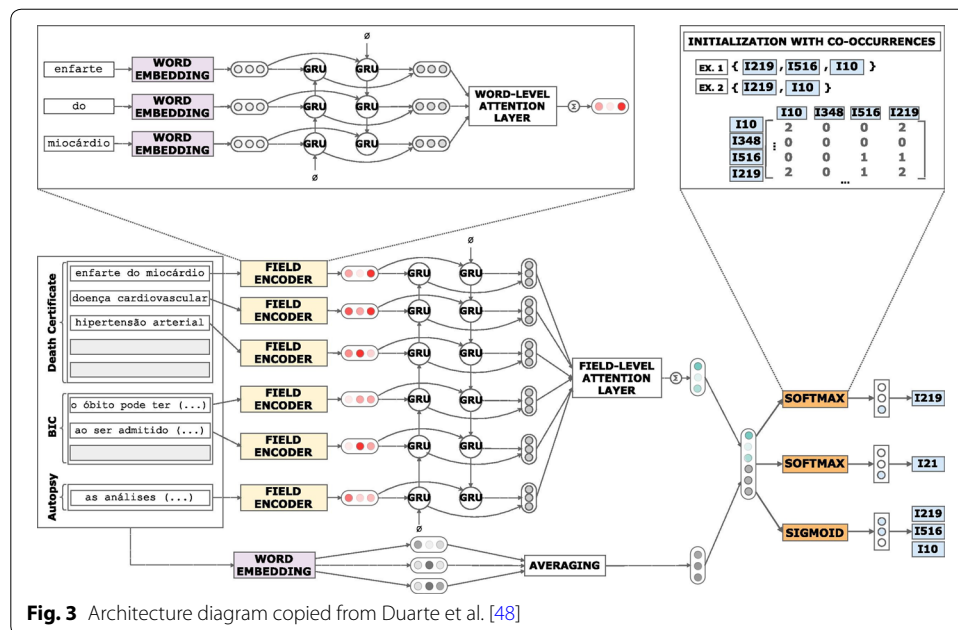 enfarte
do
miocárdio
WORD EMBEDDING
WORD EMBEDDING
WORD EMBEDDING
GRU
GRU
ø
ø
WORD-LEVEL ATTENTION LAYER
Σ
INITIALIZATION WITH CO-OCCURRENCES
EX. 1 { I219 , I516 , I10 }
EX. 2 { I219 , I10 }
I10 I348 I516 I219
I10 2 0 0 2
I348 0 0 0 0
I516 0 0 1 1
I219 2 0 1 2
...
...
Death Certificate
enfarte do miocárdio
doença cardiovascular
hipertensão arterial
BIC
o óbito pode ter (...)
ao ser admitido (...)
Autopsy
as análises (...)
FIELD ENCODER
FIELD ENCODER
FIELD ENCODER
FIELD ENCODER
FIELD ENCODER
FIELD ENCODER
ø
GRU GRU
GRU GRU
GRU GRU
GRU GRU
GRU GRU
GRU GRU
ø
FIELD-LEVEL ATTENTION LAYER
Σ
WORD EMBEDDING
AVERAGING
SOFTMAX
I219
SOFTMAX
I21
SIGMOID
I219
I516
I10
Fig. 3 Architecture diagram copied from Duarte et al. [48]